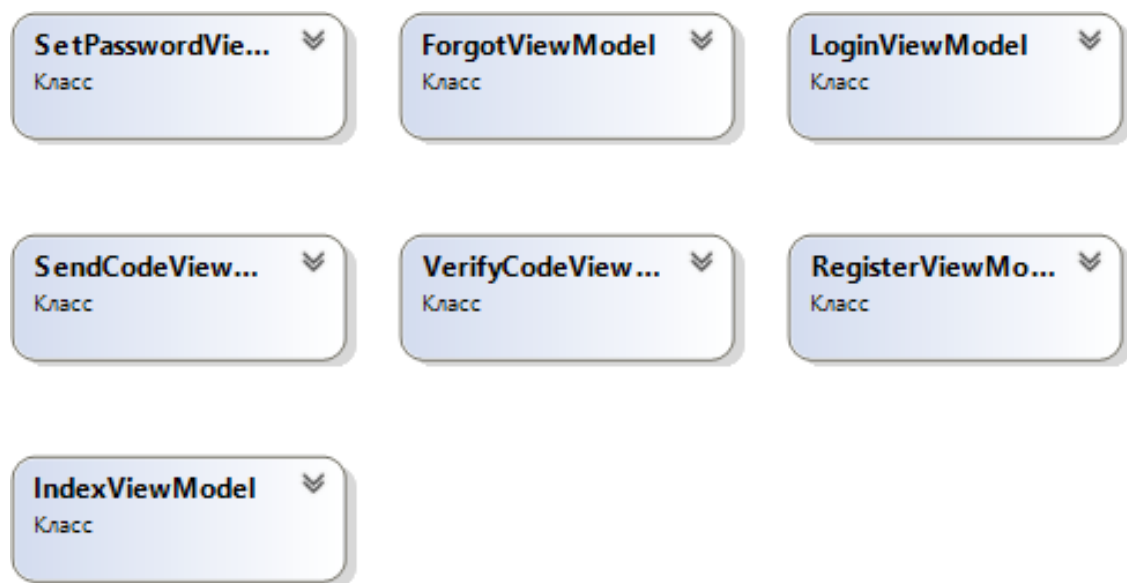 SetPasswordVie...
Класс
ForgotViewModel
Класс
LoginViewModel
Класс
SendCodeView...
Класс
VerifyCodeView...
Класс
RegisterViewMo...
Класс
IndexViewModel
Класс